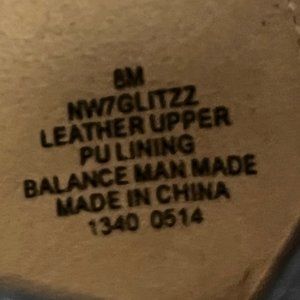 8M
NW7GLITZZ
LEATHER UPPER
PU LINING
BALANCE MAN MADE
MADE IN CHINA
1340 0514